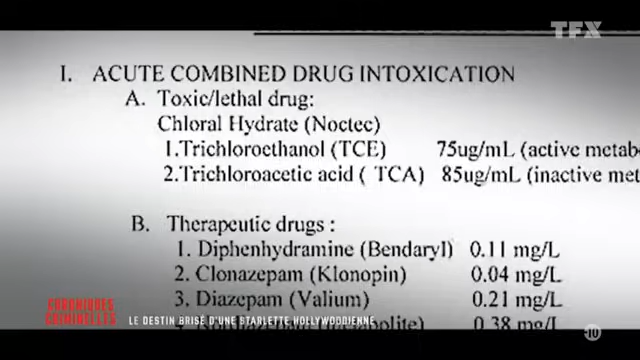 TFX
I. ACUTE COMBINED DRUG INTOXICATION
A. Toxic/lethal drug:
Chloral Hydrate (Noctec)
1.Trichloroethanol (TCE) 75ug/mL (active metab
2.Trichloroacetic acid ( TCA) 85ug/mL (inactive met
B. Therapeutic drugs :
1. Diphenhydramine (Bendaryl) 0.11 mg/L
2. Clonazepam (Klonopin) 0.04 mg/L
3. Diazepam (Valium) 0.21 mg/L
0.38 mg/L
CHRONIQUES
CRIMINELLES
LE DESTIN BRISÉ D'UNE STARLETTE HOLLYWOODIENNE
-10